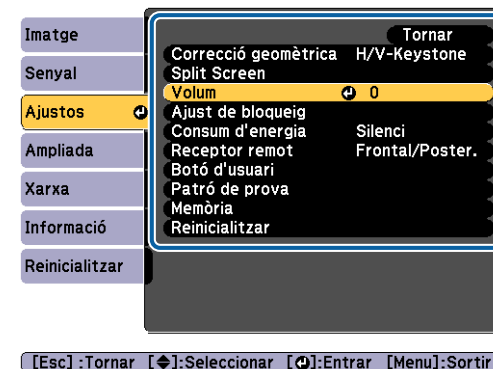 Imatge
Senyal
Ajustos
Ampliada
Xarxa
Informació
Reinicialitzar
Tornar
Correcció geomètrica H/V-Keystone
Split Screen
Volum 0
Ajust de bloqueig
Consum d'energia Silenci
Receptor remot Frontal/Poster.
Botó d'usuari
Patró de prova
Memòria
Reinicialitzar
[Esc] :Tornar [◆]:Seleccionar [⏎]:Entrar [Menu]:Sortir